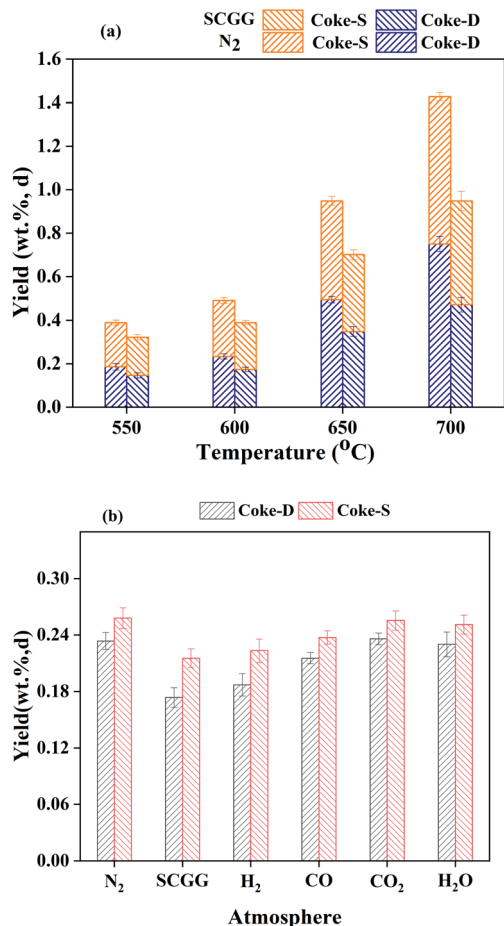 (a)
SCGG Coke-S Coke-D
N₂ Coke-S Coke-D
Yield (wt.%, d)
1.6
1.4
1.2
1.0
0.8
0.6
0.4
0.2
0.0
550 600 650 700
Temperature (⁰C)
(b)
Coke-D Coke-S
Yield(wt.%,d)
0.30
0.24
0.18
0.12
0.06
0.00
N₂ SCGG H₂ CO CO₂ H₂O
Atmosphere